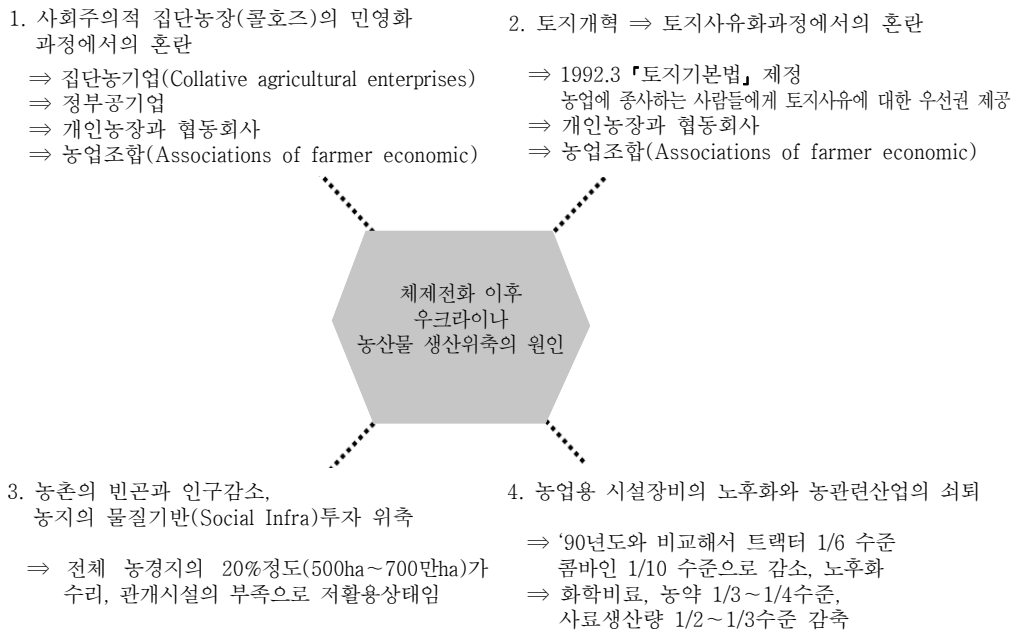 1. 사회주의적 집단농장(콜호즈)의 민영화
과정에서의 혼란
⇒ 집단농기업(Collative agricultural enterprises)
⇒ 정부공기업
⇒ 개인농장과 협동회사
⇒ 농업조합(Associations of farmer economic)
2. 토지개혁 ⇒ 토지사유화과정에서의 혼란
⇒ 1992.3『토지기본법』제정
농업에 종사하는 사람들에게 토지사유에 대한 우선권 제공
⇒ 개인농장과 협동회사
⇒ 농업조합(Associations of farmer economic)
체제전화 이후
우크라이나
농산물 생산위축의 원인
3. 농촌의 빈곤과 인구감소,
농지의 물질기반(Social Infra)투자 위축
⇒ 전체 농경지의 20%정도(500ha~700만ha)가
수리, 관개시설의 부족으로 저활용상태임
4. 농업용 시설장비의 노후화와 농관련산업의 쇠퇴
⇒ ‘90년도와 비교해서 트랙터 1/6 수준
콤바인 1/10 수준으로 감소, 노후화
⇒ 화학비료, 농약 1/3~1/4수준,
사료생산량 1/2~1/3수준 감축